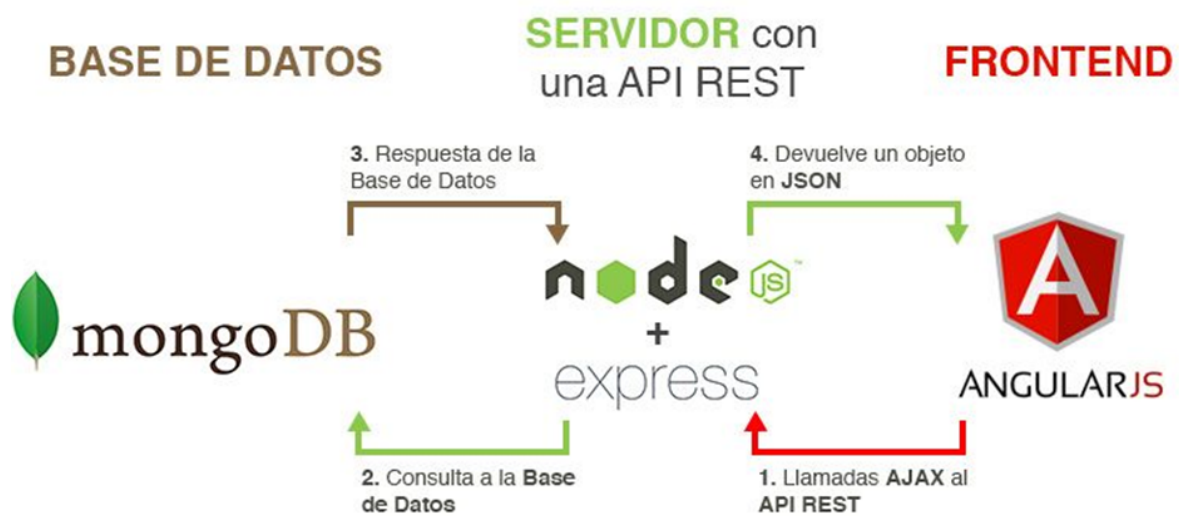 BASE DE DATOS
SERVIDOR con
una API REST
FRONTEND
3. Respuesta de la
Base de Datos
4. Devuelve un objeto
en JSON
mongoDB
node JS™
+
express
A
ANGULARJS
2. Consulta a la Base
de Datos
1. Llamadas AJAX al
API REST